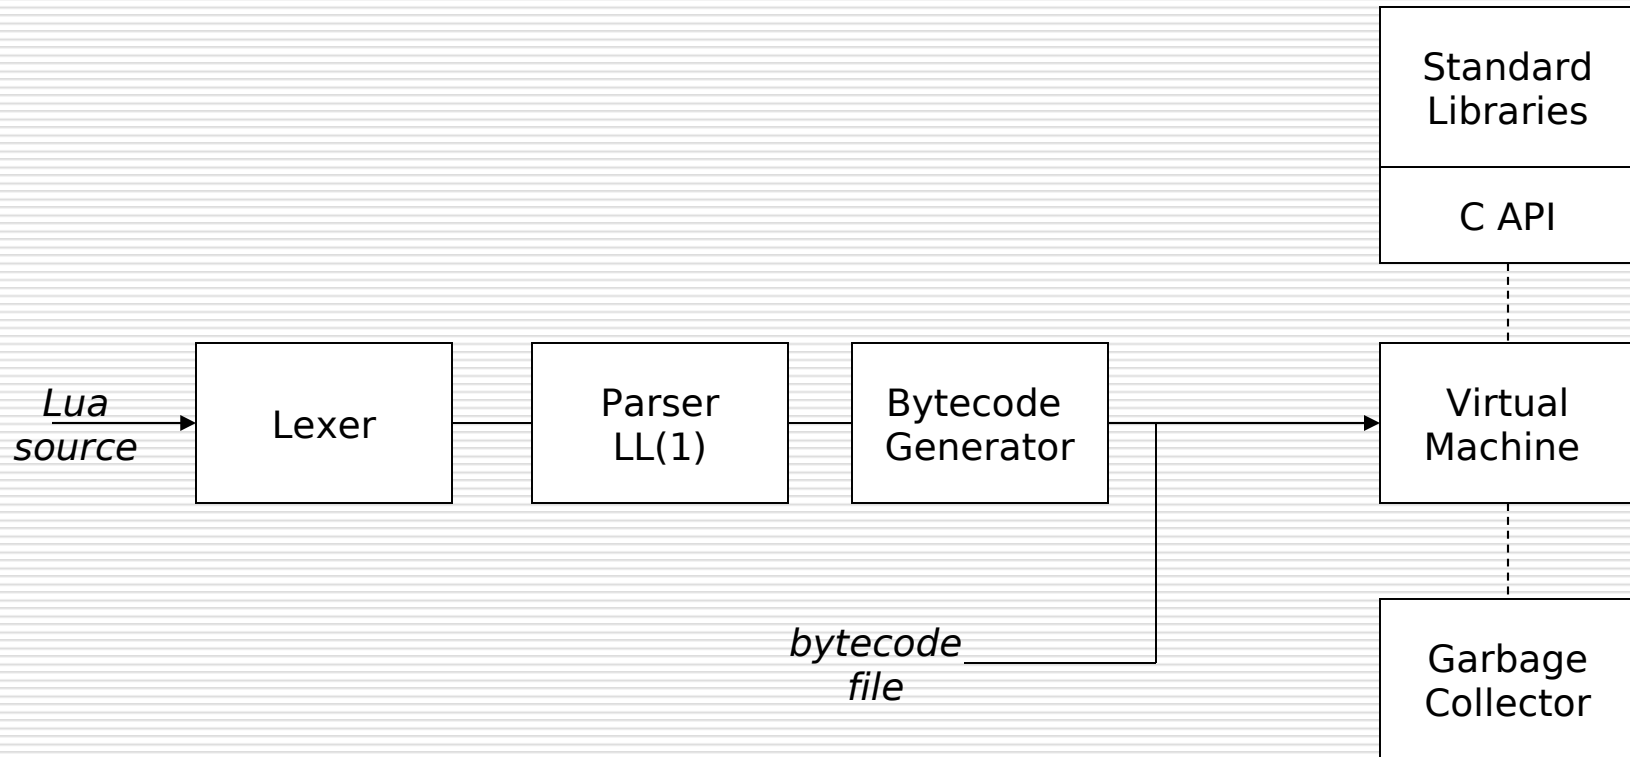 Standard
Libraries
C API
Lua
source
Lexer
Parser
LL(1)
Bytecode
Generator
Virtual
Machine
bytecode
file
Garbage
Collector